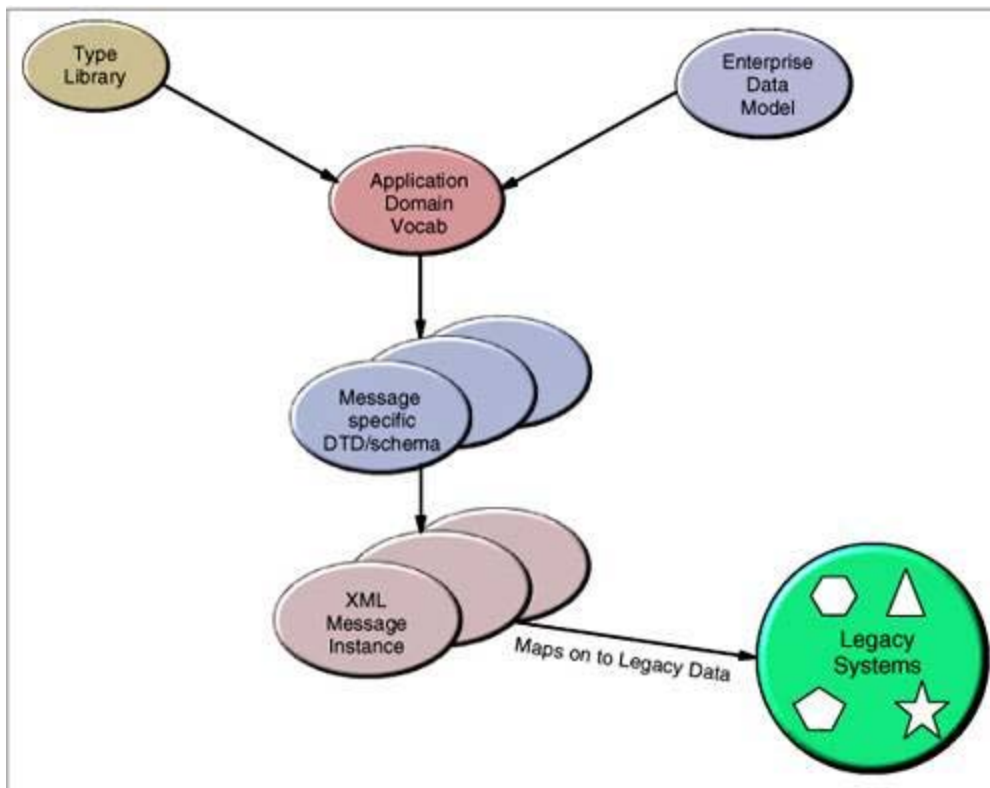 Type
Library
Enterprise
Data
Model
Application
Domain
Vocab
Message
specific
DTD/schema
XML
Message
Instance
Maps on to Legacy Data
Legacy
Systems